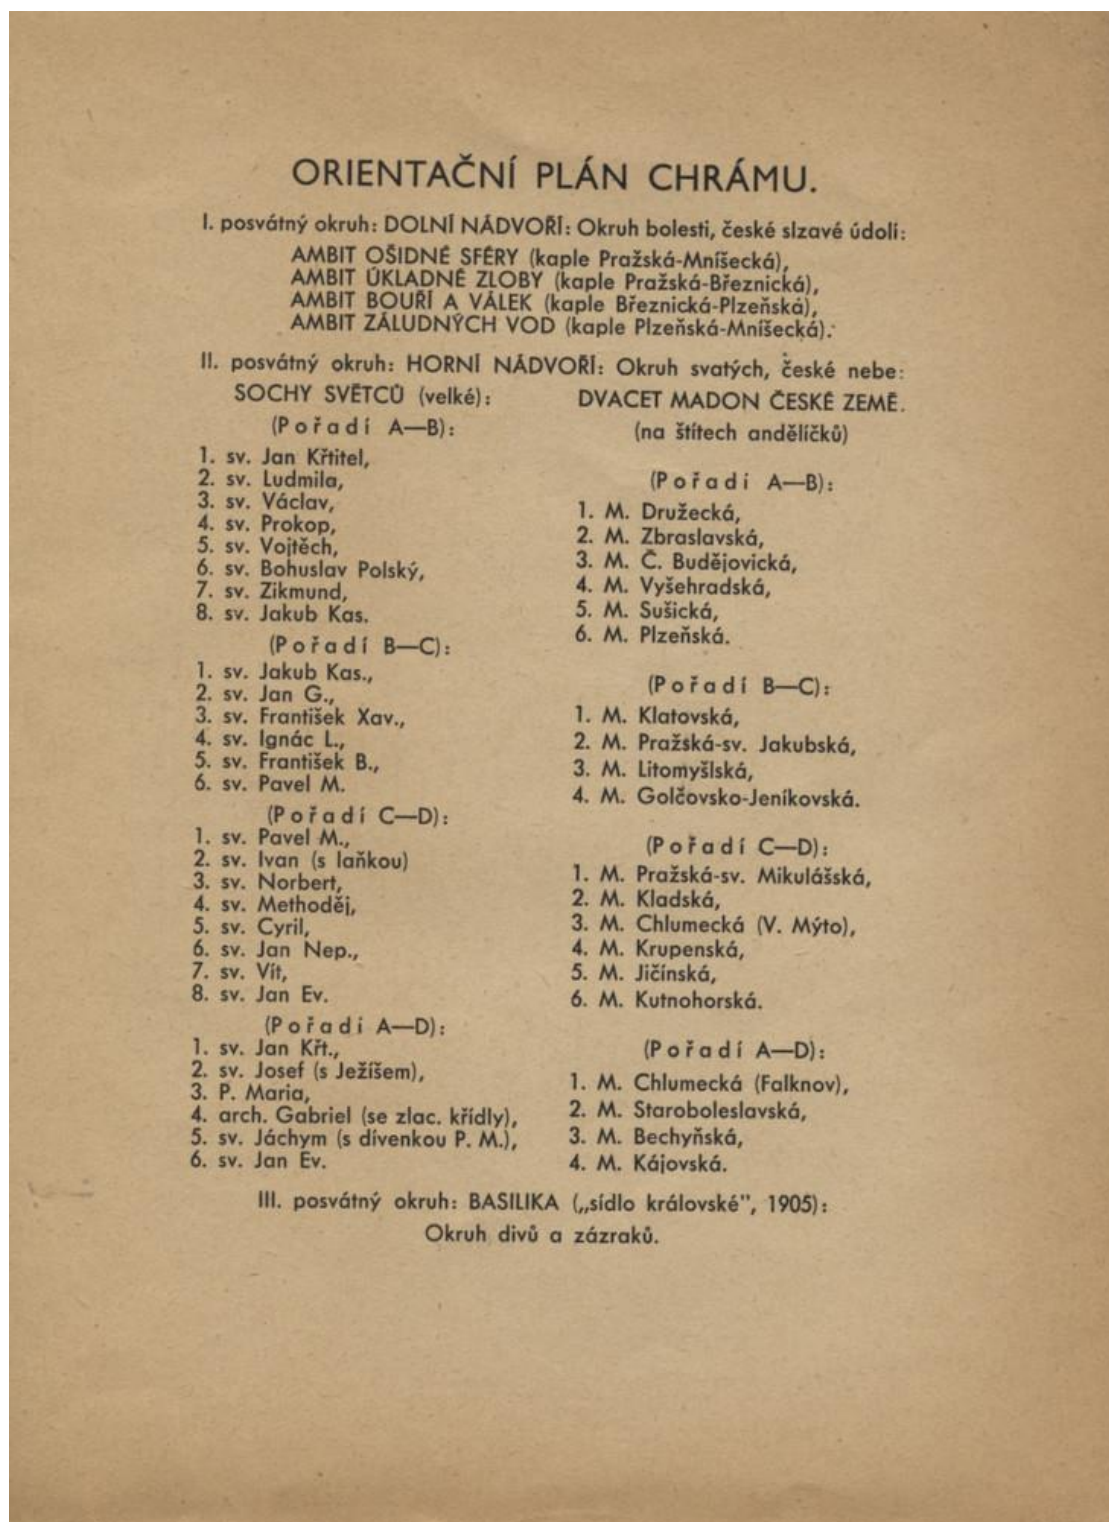 ORIENTAČNÍ PLÁN CHRÁMU.
I. posvátný okruh: DOLNÍ NÁDVOŘÍ: Okruh bolesti, české slzavé údolí:
AMBIT OŠIDNÉ SFÉRY (kaple Pražská-Mníšecká),
AMBIT ÚKLADNÉ ZLOBY (kaple Pražská-Březnická),
AMBIT BOUŘÍ A VÁLEK (kaple Březnická-Plzeňská),
AMBIT ZÁLUDNÝCH VOD (kaple Plzeňská-Mníšecká).
II. posvátný okruh: HORNÍ NÁDVOŘÍ: Okruh svatých, české nebe:
SOCHY SVĚTCŮ (velké):
(Pořadí A—B):
1. sv. Jan Křtitel,
2. sv. Ludmila,
3. sv. Václav,
4. sv. Prokop,
5. sv. Vojtěch,
6. sv. Bohuslav Polský,
7. sv. Zikmund,
8. sv. Jakub Kas.
(Pořadí B—C):
1. sv. Jakub Kas.,
2. sv. Jan G.,
3. sv. František Xav.,
4. sv. Ignác L.,
5. sv. František B.,
6. sv. Pavel M.
(Pořadí C—D):
1. sv. Pavel M.,
2. sv. Ivan (s laňkou)
3. sv. Norbert,
4. sv. Methoděj,
5. sv. Cyril,
6. sv. Jan Nep.,
7. sv. Vít,
8. sv. Jan Ev.
(Pořadí A—D):
1. sv. Jan Křt.,
2. sv. Josef (s Ježíšem),
3. P. Maria,
4. arch. Gabriel (se zlac. křídly),
5. sv. Jáchym (s dívenkou P. M.),
6. sv. Jan Ev.
DVACET MADON ČESKÉ ZEMĚ.
(na štítech andělíčků)
(Pořadí A—B):
1. M. Družecká,
2. M. Zbraslavská,
3. M. Č. Budějovická,
4. M. Vyšehradská,
5. M. Sušická,
6. M. Plzeňská.
(Pořadí B—C):
1. M. Klatovská,
2. M. Pražská-sv. Jakubská,
3. M. Litomyšlská,
4. M. Golčovsko-Jeníkovská.
(Pořadí C—D):
1. M. Pražská-sv. Mikulášská,
2. M. Kladská,
3. M. Chlumecká (V. Mýto),
4. M. Krupenská,
5. M. Jičínská,
6. M. Kutnohorská.
(Pořadí A—D):
1. M. Chlumecká (Falknov),
2. M. Staroboleslavská,
3. M. Bechyňská,
4. M. Kájovská.
III. posvátný okruh: BASILIKA („sídlo královské", 1905):
Okruh divů a zázraků.